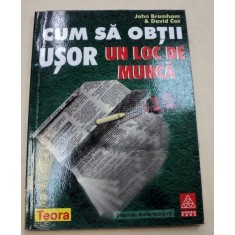 John Bramham
& David Cox
CUM SĂ OBȚII
UȘOR UN LOC DE
MUNCĂ
Teora